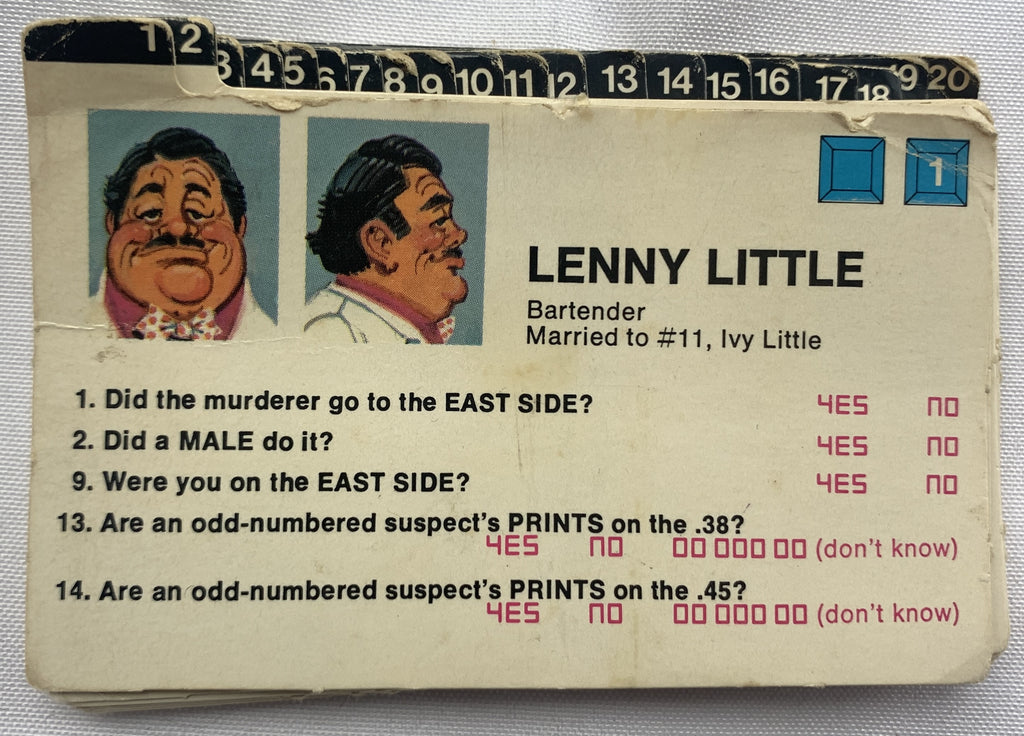 1 2 3 4 5 6 7 8 9 10 11 12 13 14 15 16 17 18 19 20
1
LENNY LITTLE
Bartender
Married to #11, Ivy Little
1. Did the murderer go to the EAST SIDE? YES NO
2. Did a MALE do it? YES NO
9. Were you on the EAST SIDE? YES NO
13. Are an odd-numbered suspect's PRINTS on the .38?
YES NO 00 000 00 (don't know)
14. Are an odd-numbered suspect's PRINTS on the .45?
YES NO 00 000 00 (don't know)